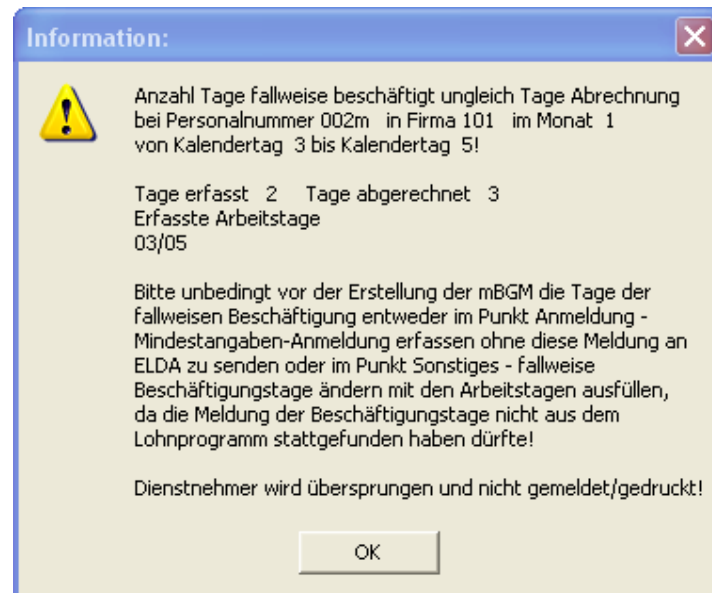 Information:
Anzahl Tage fallweise beschäftigt ungleich Tage Abrechnung
bei Personalnummer 002m in Firma 101 im Monat 1
von Kalendertag 3 bis Kalendertag 5!
Tage erfasst 2 Tage abgerechnet 3
Erfasste Arbeitstage
03/05
Bitte unbedingt vor der Erstellung der mBGM die Tage der
fallweisen Beschäftigung entweder im Punkt Anmeldung -
Mindestangaben-Anmeldung erfassen ohne diese Meldung an
ELDA zu senden oder im Punkt Sonstiges - fallweise
Beschäftigungstage ändern mit den Arbeitstagen ausfüllen,
da die Meldung der Beschäftigungstage nicht aus dem
Lohnprogramm stattgefunden haben dürfte!
Dienstnehmer wird übersprungen und nicht gemeldet/gedruckt!
OK